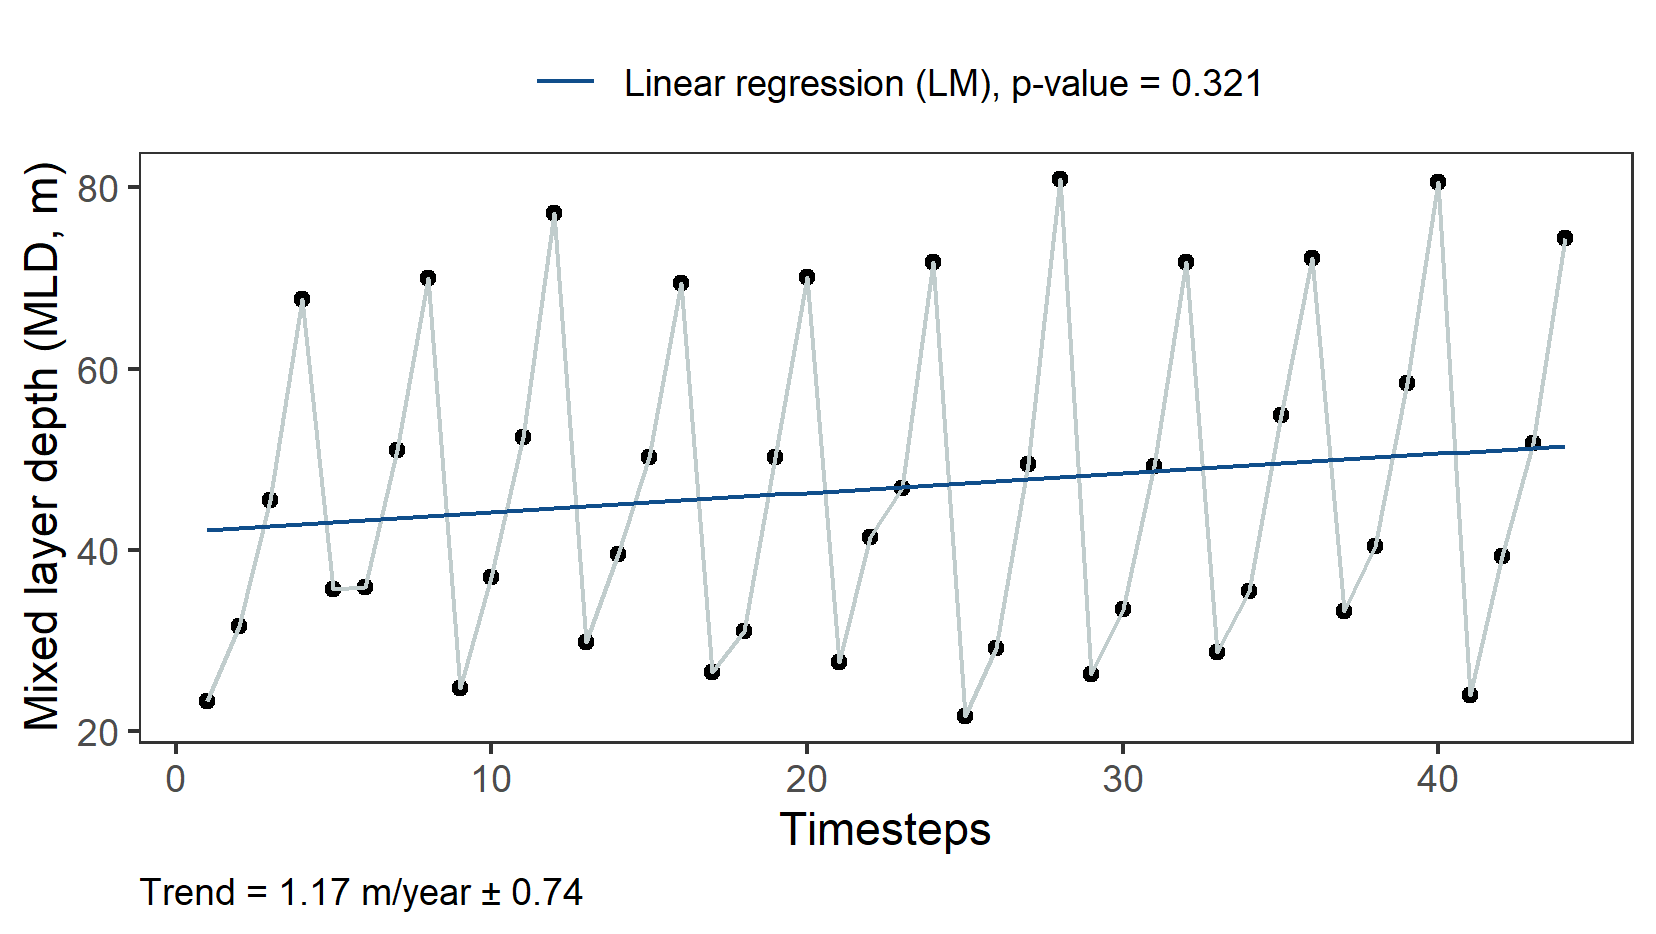 Linear regression (LM), p-value = 0.321
Mixed layer depth (MLD, m)
80
60
40
20
0 10 20 30 40
Timesteps
Trend = 1.17 m/year ± 0.74